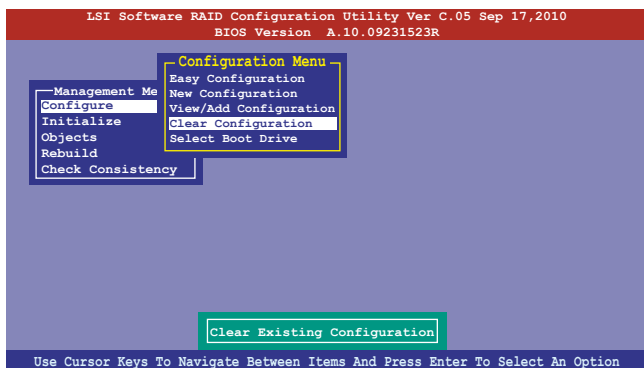 LSI Software RAID Configuration Utility Ver C.05 Sep 17,2010
BIOS Version A.10.09231523R
Configuration Menu
Easy Configuration
New Configuration
View/Add Configuration
Clear Configuration
Select Boot Drive
Management Me
Configure
Initialize
Objects
Rebuild
Check Consistency
Clear Existing Configuration
Use Cursor Keys To Navigate Between Items And Press Enter To Select An Option